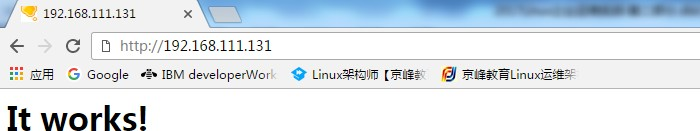 192.168.111.131
http://192.168.111.131
应用 Google IBM developerWork Linux架构师【京峰教 京峰教育Linux运维架
It works!